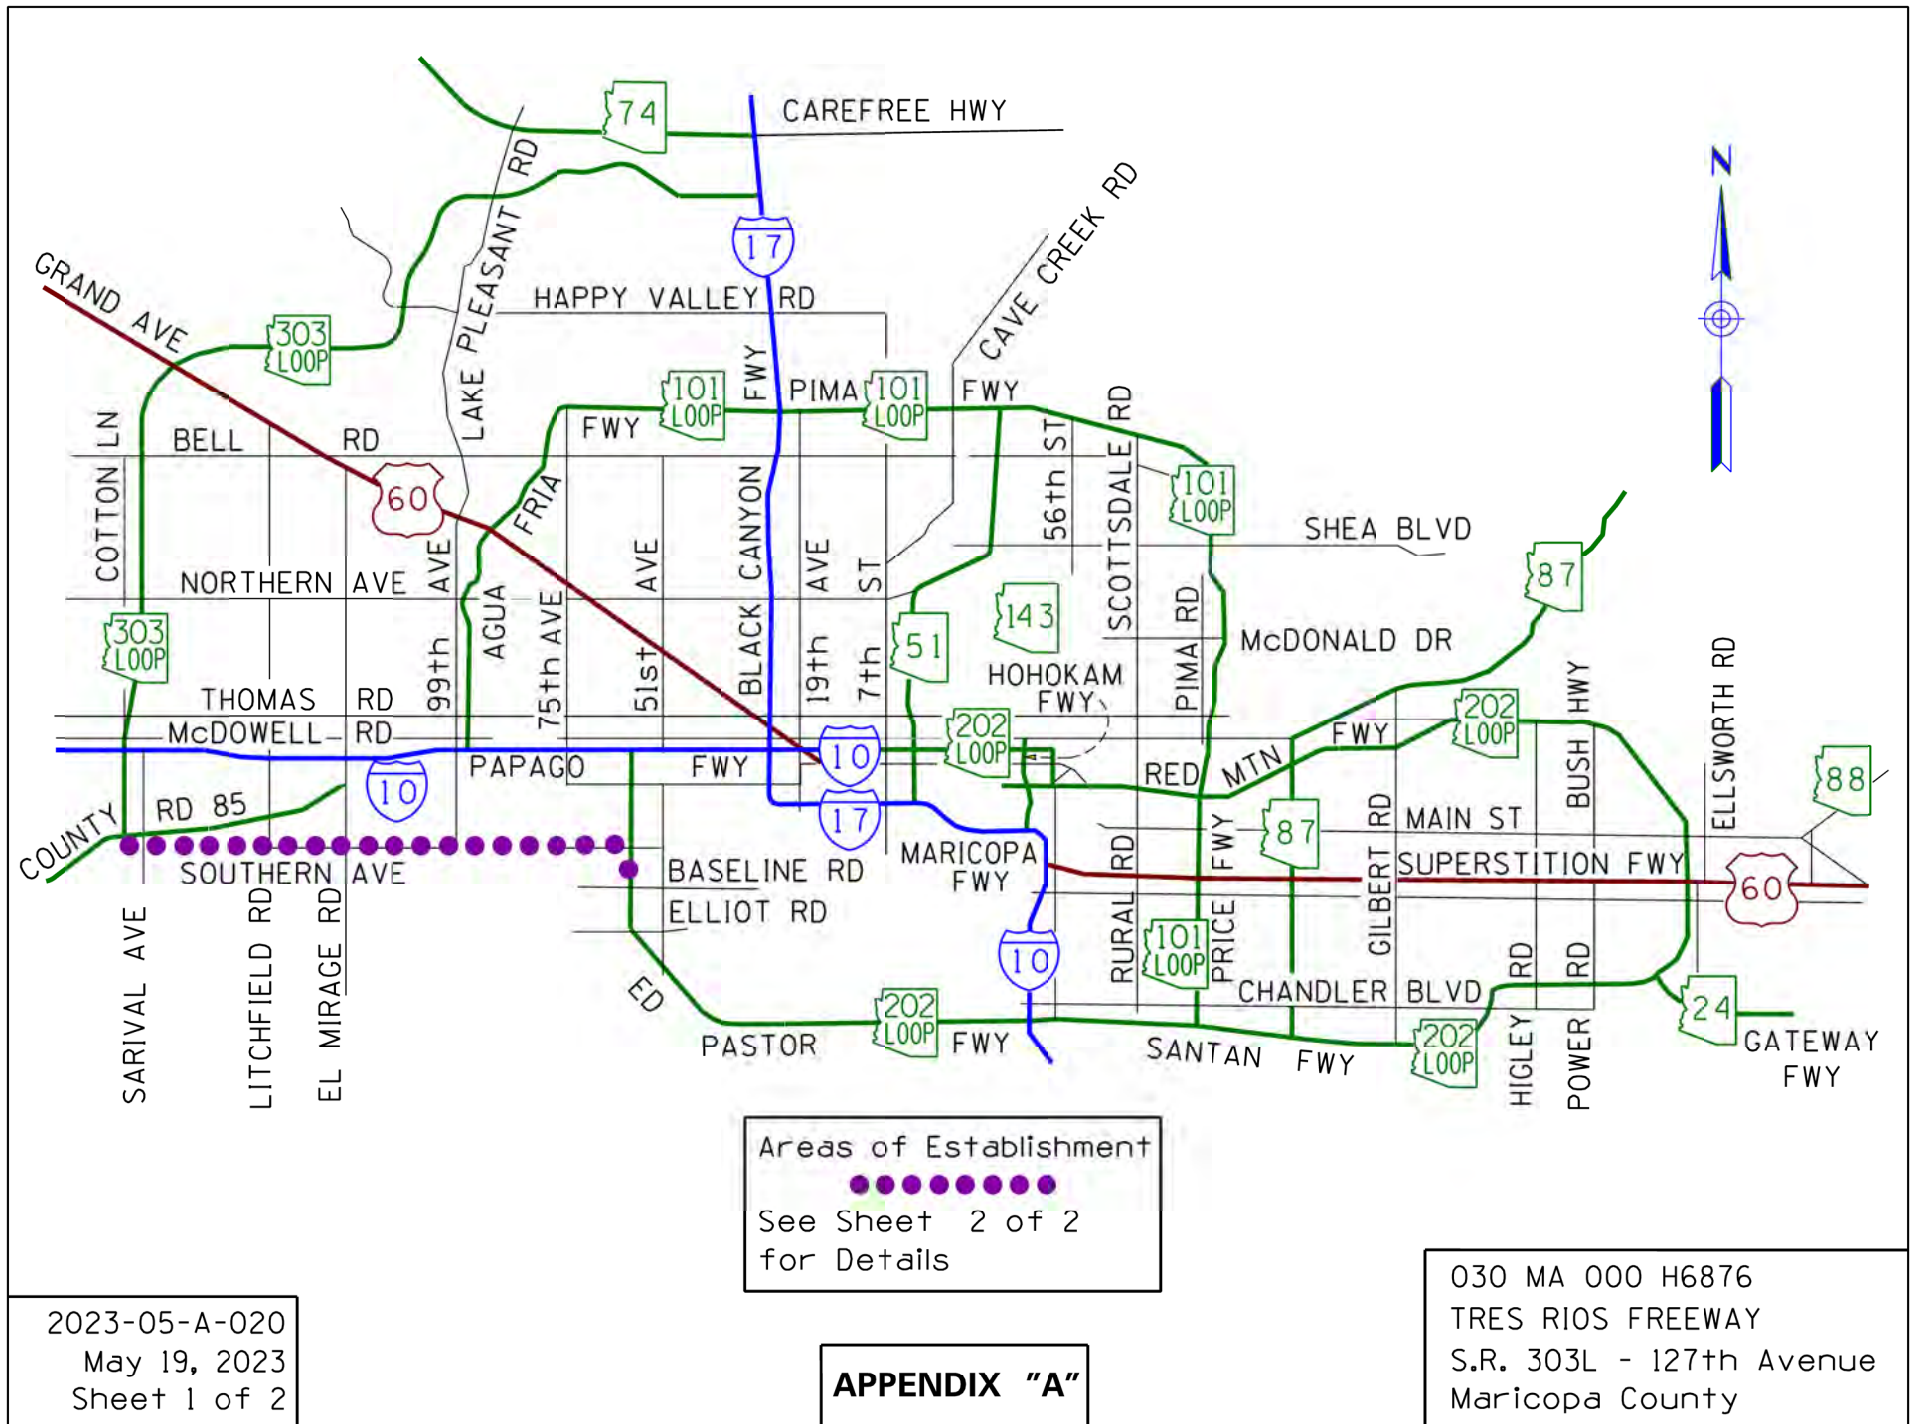 74
CAREFREE HWY
N
LAKE PLEASANT RD
CAVE CREEK RD
17
GRAND AVE
HAPPY VALLEY RD
303
LOOP
101
LOOP
FWY
PIMA
101
LOOP
FWY
FWY
COTTON LN
BELL RD
60
AGUA FRIA
BLACK CANYON
56th ST
SCOTTSDALE RD
101
LOOP
SHEA BLVD
87
NORTHERN AVE
99th AVE
75th AVE
51st AVE
19th AVE
7th ST
143
51
303
LOOP
PIMA RD
McDONALD DR
HOHOKAM
FWY
THOMAS RD
McDOWELL RD
202
LOOP
202
LOOP
BUSH HWY
ELLSWORTH RD
10
PAPAGO FWY
10
RED MTN FWY
88
COUNTY RD 85
17
87
GILBERT RD
MAIN ST
MARICOPA
FWY
SUPERSTITION FWY
60
SOUTHERN AVE
BASELINE RD
ELLIOT RD
SARIVAL AVE
LITCHFIELD RD
EL MIRAGE RD
RURAL RD
PRICE FWY
101
LOOP
10
ED
PASTOR
202
LOOP
FWY
CHANDLER BLVD
SANTAN FWY
202
LOOP
HIGLEY RD
POWER RD
24
GATEWAY
FWY
Areas of Establishment
See Sheet 2 of 2
for Details
2023-05-A-020
May 19, 2023
Sheet 1 of 2
APPENDIX "A"
030 MA 000 H6876
TRES RIOS FREEWAY
S.R. 303L - 127th Avenue
Maricopa County